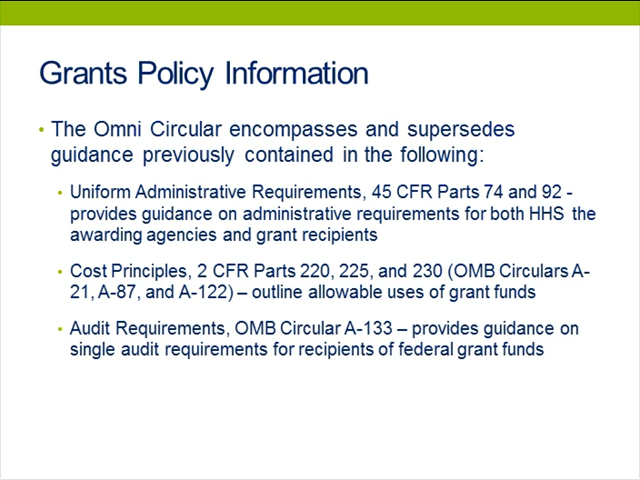 Grants Policy Information
• The Omni Circular encompasses and supersedes
guidance previously contained in the following:
• Uniform Administrative Requirements, 45 CFR Parts 74 and 92 -
provides guidance on administrative requirements for both HHS the
awarding agencies and grant recipients
• Cost Principles, 2 CFR Parts 220, 225, and 230 (OMB Circulars A-
21, A-87, and A-122) – outline allowable uses of grant funds
• Audit Requirements, OMB Circular A-133 – provides guidance on
single audit requirements for recipients of federal grant funds